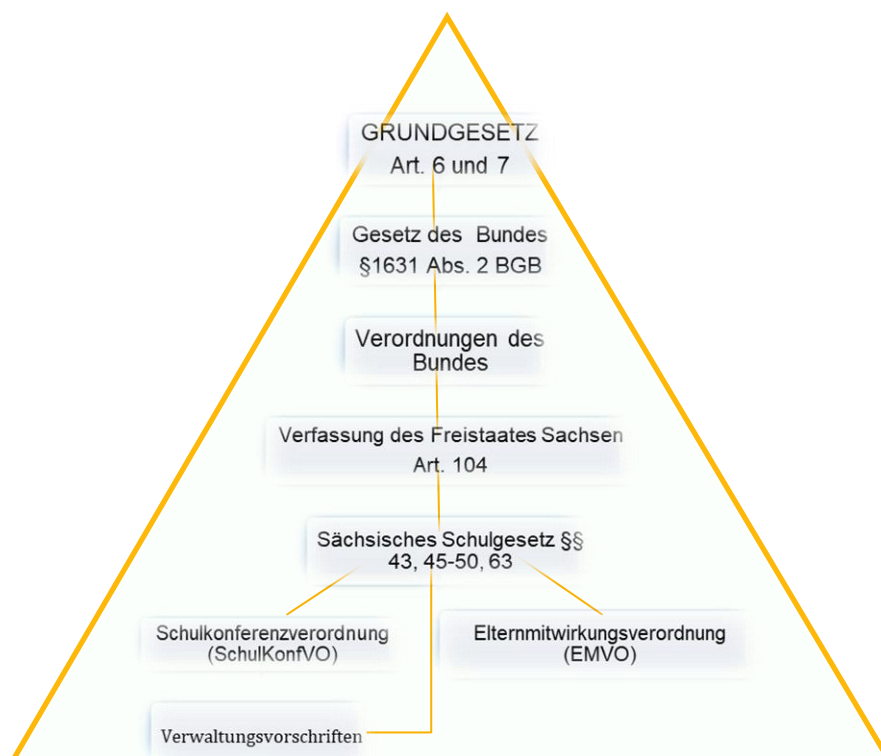 GRUNDGESETZ
Art. 6 und 7
Gesetz des Bundes
§1631 Abs. 2 BGB
Verordnungen des
Bundes
Verfassung des Freistaates Sachsen
Art. 104
Sächsisches Schulgesetz §§
43, 45-50, 63
Schulkonferenzverordnung
(SchulKonfVO)
Elternmitwirkungsverordnung
(EMVO)
Verwaltungsvorschriften